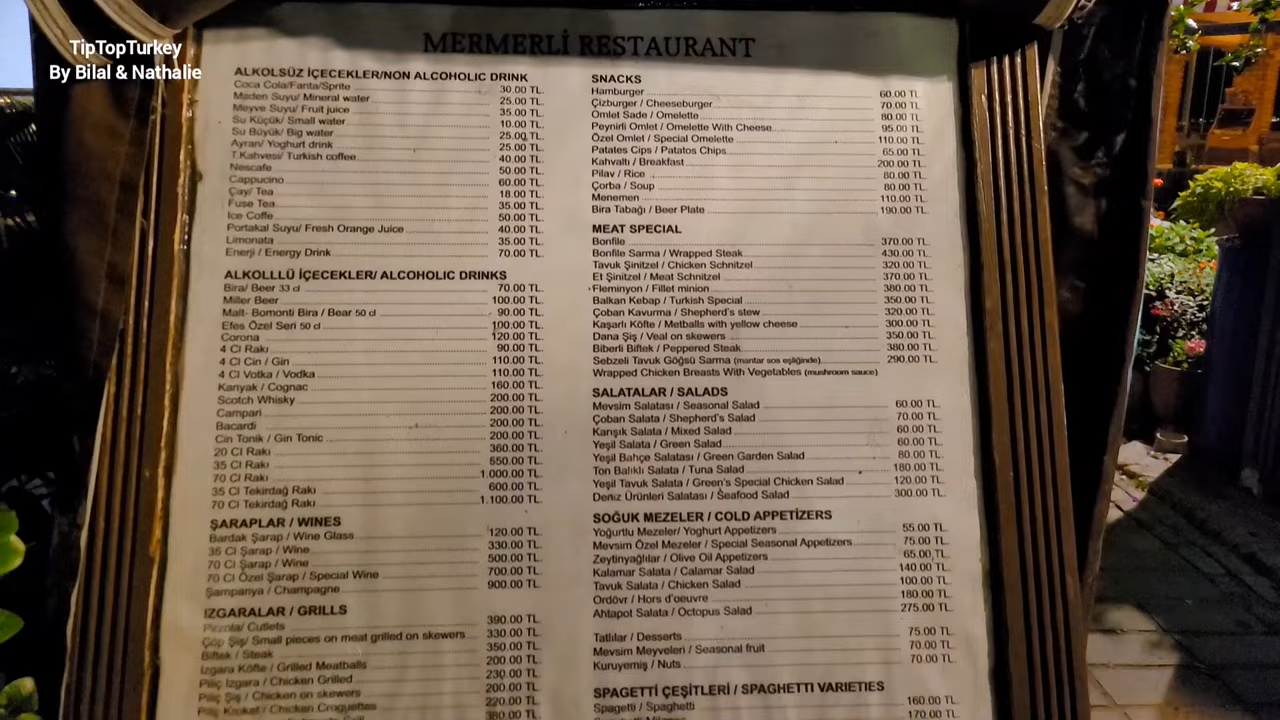 TipTopTurkey
By Bilal & Nathalie
MERMERLİ RESTAURANT
ALKOLSÜZ İÇECEKLER/NON ALCOHOLIC DRINK
Coca Cola/Fanta/Sprite 30.00 TL.
Maden Suyu/ Mineral water 25.00 TL.
Meyve Suyu/ Fruit juice 35.00 TL.
Su Küçük/ Small water 10.00 TL.
Su Büyük/ Big water 25.00 TL.
Ayran/ Yoghurt drink 25.00 TL.
T.Kahvesi/ Turkish coffee 40.00 TL.
Nescafe 50.00 TL.
Cappucino 60.00 TL.
Çay/ Tea 18.00 TL.
Fuse Tea 35.00 TL.
Ice Coffe 50.00 TL.
Portakal Suyu/ Fresh Orange Juice 40.00 TL.
Limonata 35.00 TL.
Enerji / Energy Drink 70.00 TL.
ALKOLLLÜ İÇECEKLER/ ALCOHOLIC DRINKS
Bira/ Beer 33 cl 70.00 TL.
Miller Beer 100.00 TL.
Malt- Bomonti Bira / Bear 50 cl 90.00 TL.
Efes Özel Seri 50 cl 100.00 TL.
Corona 120.00 TL.
4 Cl Rakı 90.00 TL.
4 Cl Cin / Gin 110.00 TL.
4 Cl Votka / Vodka 110.00 TL.
Kanyak / Cognac 160.00 TL.
Scotch Whisky 200.00 TL.
Campari 200.00 TL.
Bacardi 200.00 TL.
Cin Tonik / Gin Tonic 200.00 TL.
20 Cl Rakı 360.00 TL.
35 Cl Rakı 550.00 TL.
70 Cl Rakı 1.000.00 TL.
35 Cl Tekirdağ Rakı 600.00 TL.
70 Cl Tekirdağ Rakı 1.100.00 TL.
ŞARAPLAR / WINES
Bardak Şarap / Wine Glass 120.00 TL.
35 Cl Şarap / Wine 330.00 TL.
70 Cl Şarap / Wine 500.00 TL.
70 Cl Özel Şarap / Special Wine 700.00 TL.
Şampanya / Champagne 900.00 TL.
IZGARALAR / GRILLS
Pirzola/ Cutlets 390.00 TL.
Çöp Şiş/ Small pieces on meat grilled on skewers 330.00 TL.
Biftek / Steak 350.00 TL.
Izgara Köfte / Grilled Meatballs 200.00 TL.
Piliç Izgara / Chicken Grilled 230.00 TL.
Piliç Şiş / Chicken on skewers 200.00 TL.
Piliç Kroket / Chicken Croguettes 220.00 TL.
Grill 380.00 TL.
SNACKS
Hamburger 60.00 TL.
Çizburger / Cheeseburger 70.00 TL.
Omlet Sade / Omelette 80.00 TL.
Peynirli Omlet / Omelette With Cheese 95.00 TL.
Özel Omlet / Special Omelette 110.00 TL.
Patates Cips / Patatos Chips 65.00 TL.
Kahvaltı / Breakfast 200.00 TL.
Pilav / Rice 80.00 TL.
Çorba / Soup 80.00 TL.
Menemen 110.00 TL.
Bira Tabağı / Beer Plate 190.00 TL.
MEAT SPECIAL
Bonfile 370.00 TL.
Bonfile Sarma / Wrapped Steak 430.00 TL.
Tavuk Şinitzel / Chicken Schnitzel 320.00 TL.
Et Şinitzel / Meat Schnitzel 370.00 TL.
Fleminyon / Fillet minion 380.00 TL.
Balkan Kebap / Turkish Special 350.00 TL.
Çoban Kavurma / Shepherd's stew 320.00 TL.
Kaşarlı Köfte / Metballs with yellow cheese 300.00 TL.
Dana Şiş / Veal on skewers 350.00 TL.
Biberli Biftek / Peppered Steak 380.00 TL.
Sebzeli Tavuk Göğsü Sarma (mantar sos eşliğinde) 290.00 TL.
Wrapped Chicken Breasts With Vegetables (mushroom sauce)
SALATALAR / SALADS
Mevsim Salatası / Seasonal Salad 60.00 TL.
Çoban Salata / Shepherd's Salad 70.00 TL.
Karışık Salata / Mixed Salad 60.00 TL.
Yeşil Salata / Green Salad 60.00 TL.
Yeşil Bahçe Salatası / Green Garden Salad 80.00 TL.
Ton Balıklı Salata / Tuna Salad 180.00 TL.
Yeşil Tavuk Salata / Green's Special Chicken Salad 120.00 TL.
Deniz Ürünleri Salatası / Seafood Salad 300.00 TL.
SOĞUK MEZELER / COLD APPETİZERS
Yoğurtlu Mezeler/ Yoghurt Appetizers 55.00 TL.
Mevsim Özel Mezeler / Special Seasonal Appetizers 75.00 TL.
Zeytinyağlılar / Olive Oil Appetizers 65.00 TL.
Kalamar Salata / Calamar Salad 140.00 TL.
Tavuk Salata / Chicken Salad 100.00 TL.
Ordövr / Hors d'oeuvre 180.00 TL.
Ahtapot Salata / Octopus Salad 275.00 TL.
Tatlılar / Desserts 75.00 TL.
Mevsim Meyveleri / Seasonal fruit 70.00 TL.
Kuruyemiş / Nuts 70.00 TL.
SPAGETTİ ÇEŞİTLERİ / SPAGHETTI VARIETIES
Spagetti / Spaghetti 160.00 TL.
170.00 TL.